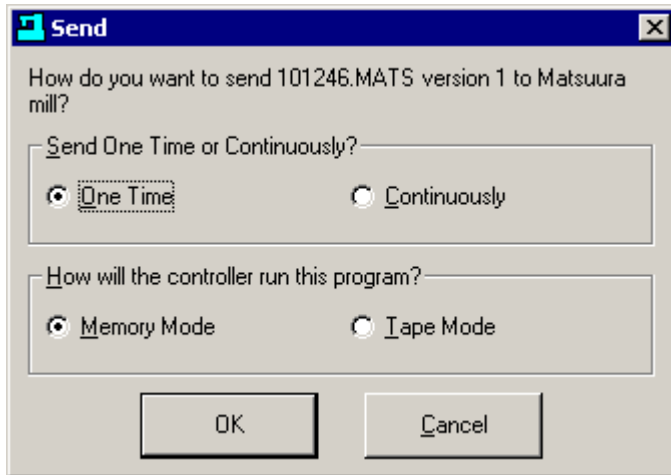 Send
How do you want to send 101246.MATS version 1 to Matsuura
mill?
Send One Time or Continuously?
One Time Continuously
How will the controller run this program?
Memory Mode Tape Mode
OK Cancel